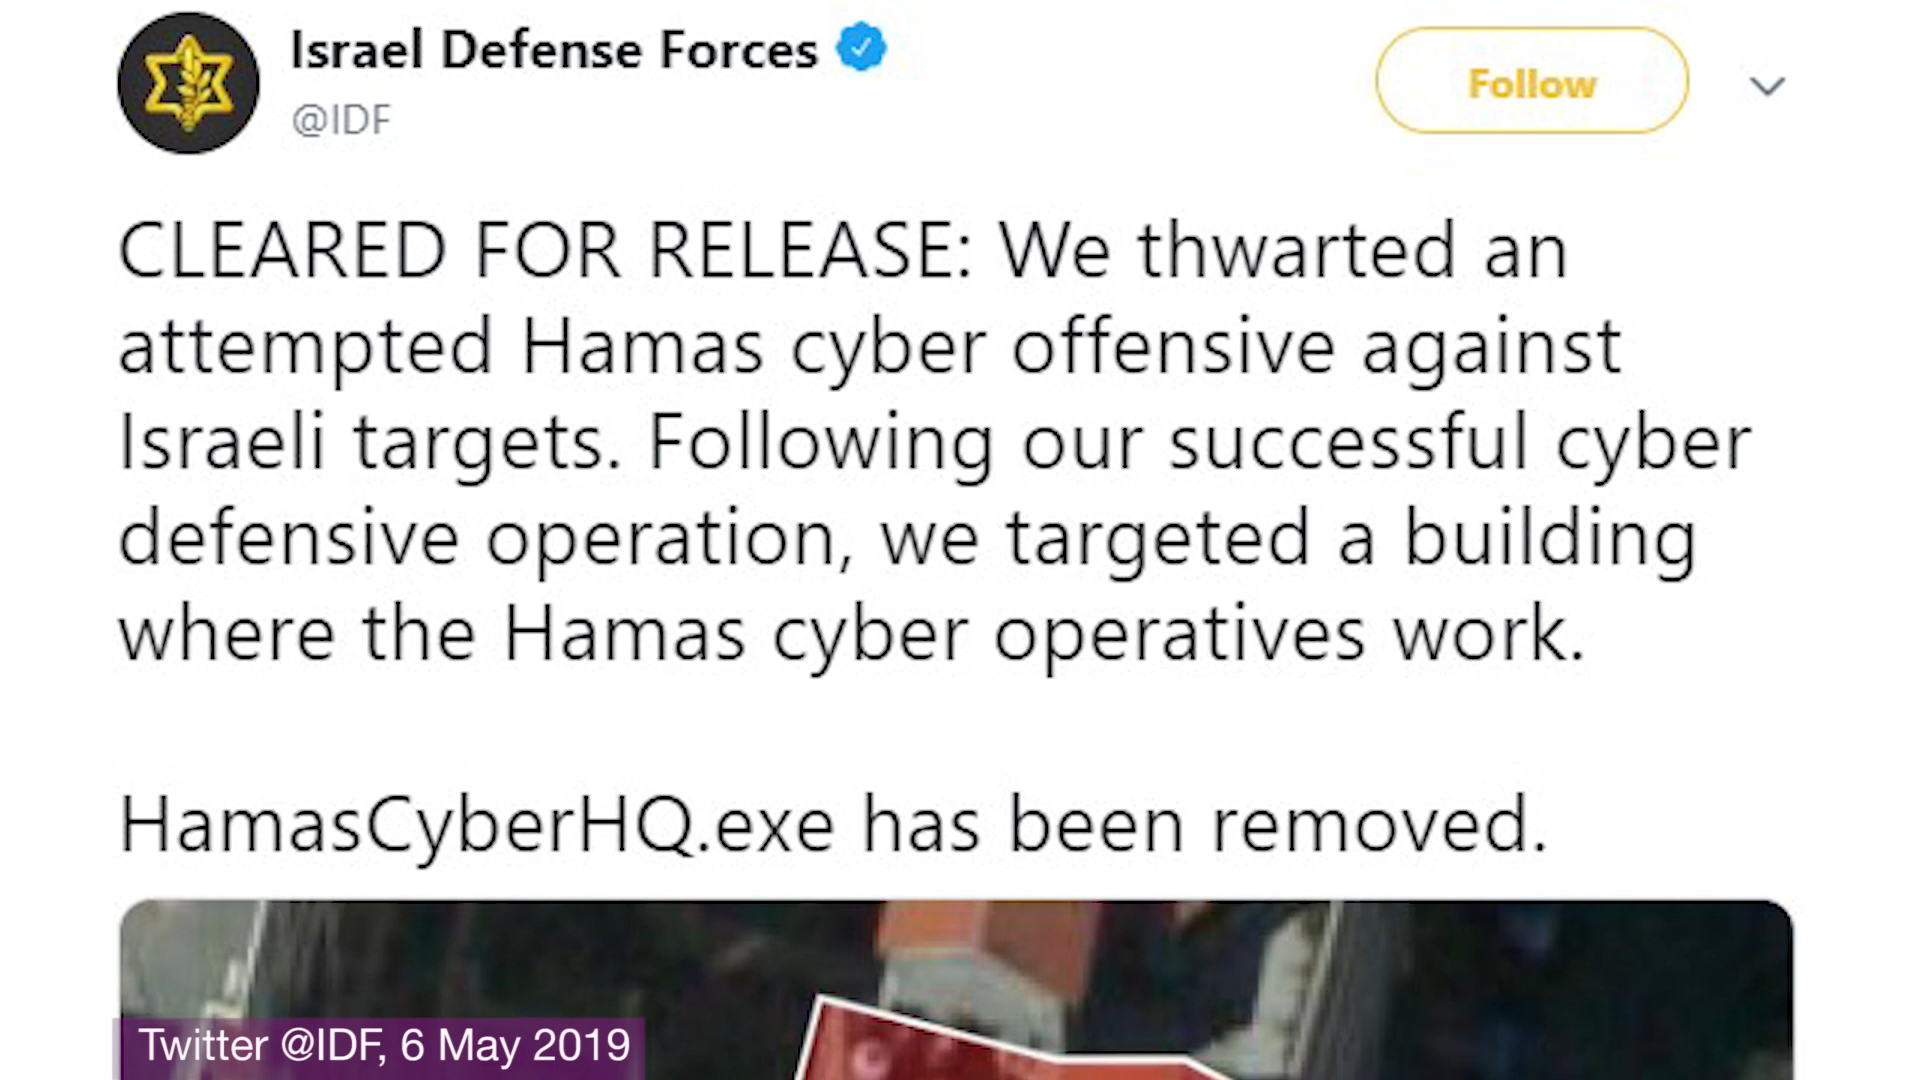 Israel Defense Forces
@IDF
Follow
CLEARED FOR RELEASE: We thwarted an
attempted Hamas cyber offensive against
Israeli targets. Following our successful cyber
defensive operation, we targeted a building
where the Hamas cyber operatives work.
HamasCyberHQ.exe has been removed.
Twitter @IDF, 6 May 2019